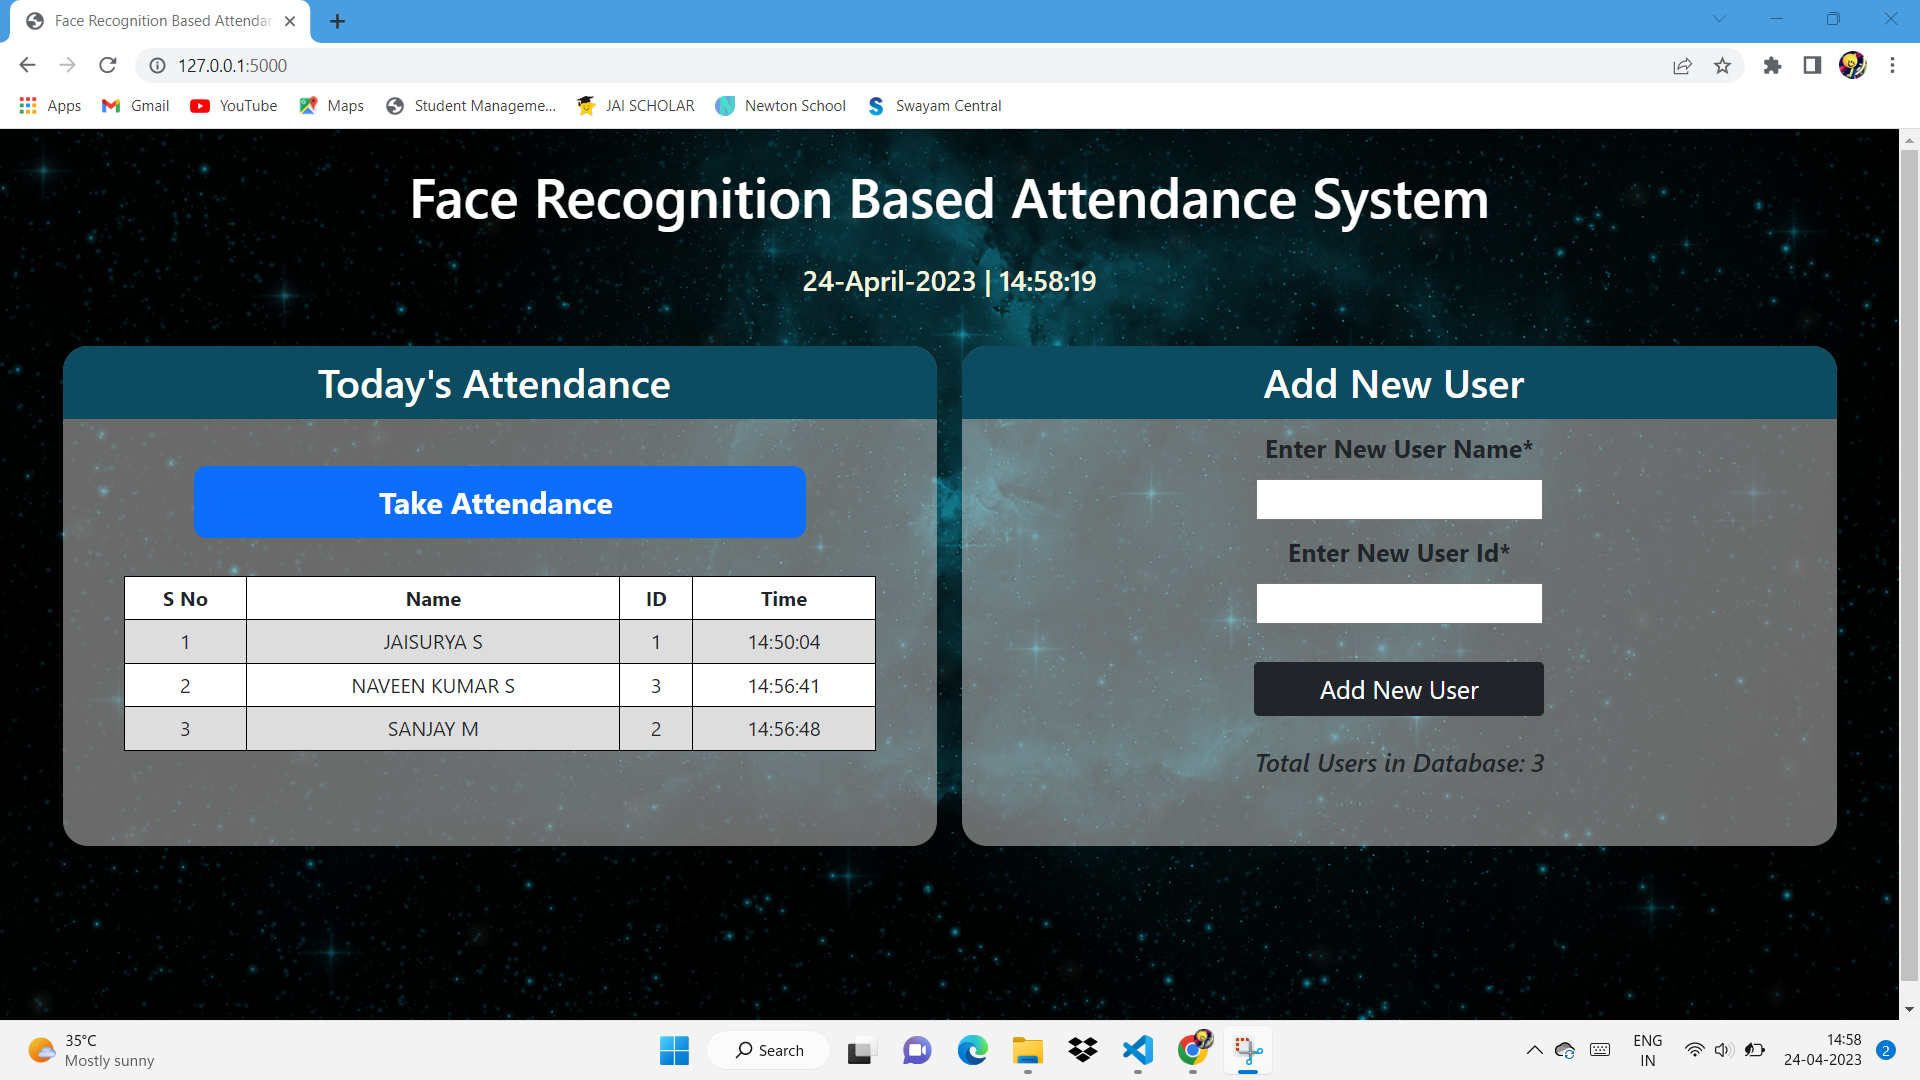 Face Recognition Based Attendan
127.0.0.1:5000
Apps Gmail YouTube Maps Student Manageme... JAI SCHOLAR Newton School Swayam Central
Face Recognition Based Attendance System
24-April-2023 | 14:58:19
Today's Attendance
Take Attendance
S No Name ID Time
1 JAISURYA S 1 14:50:04
2 NAVEEN KUMAR S 3 14:56:41
3 SANJAY M 2 14:56:48
Add New User
Enter New User Name*
Enter New User Id*
Add New User
Total Users in Database: 3
35°C
Mostly sunny
Search
ENG
IN
14:58
24-04-2023
2